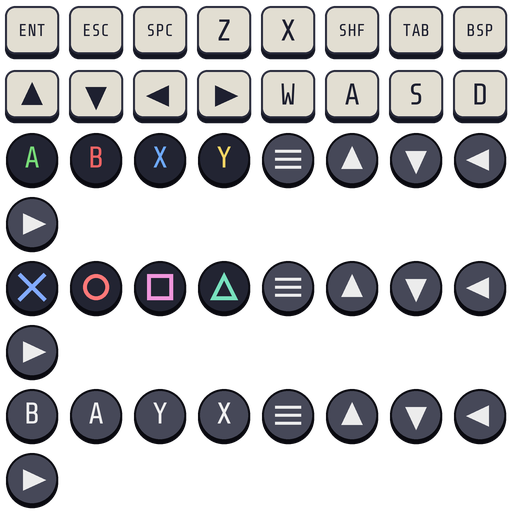 ENT ESC SPC Z X SHF TAB BSP
W A S D
A B X Y
B A Y X